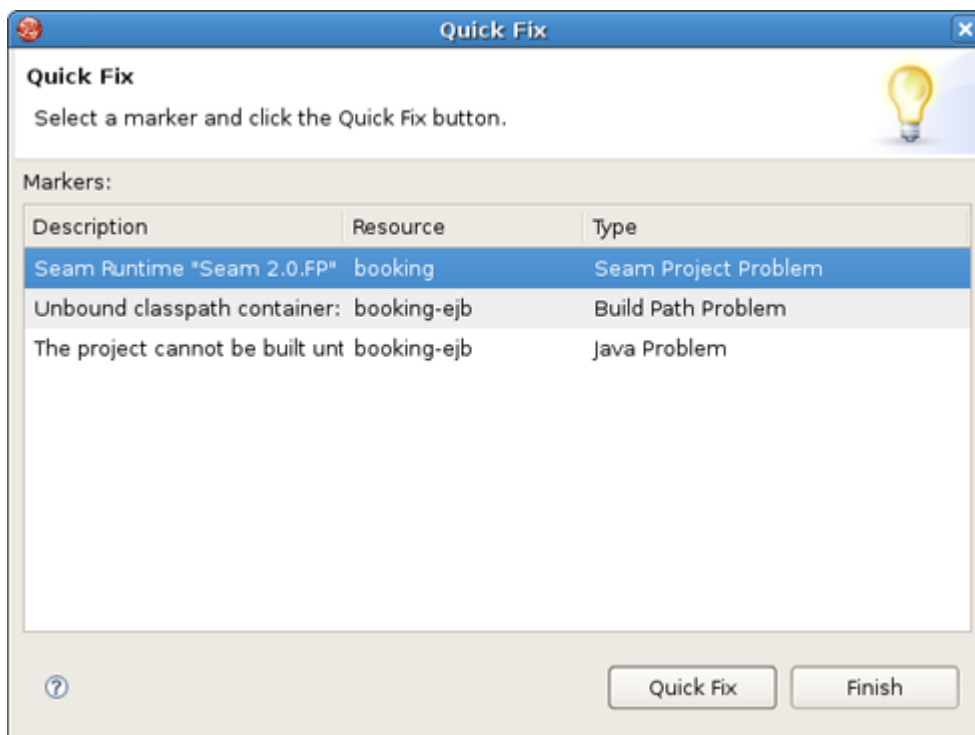 Quick Fix
Quick Fix
Select a marker and click the Quick Fix button.
Markers:
Description Resource Type
Seam Runtime "Seam 2.0.FP" booking Seam Project Problem
Unbound classpath container: booking-ejb Build Path Problem
The project cannot be built unt booking-ejb Java Problem
? Quick Fix Finish